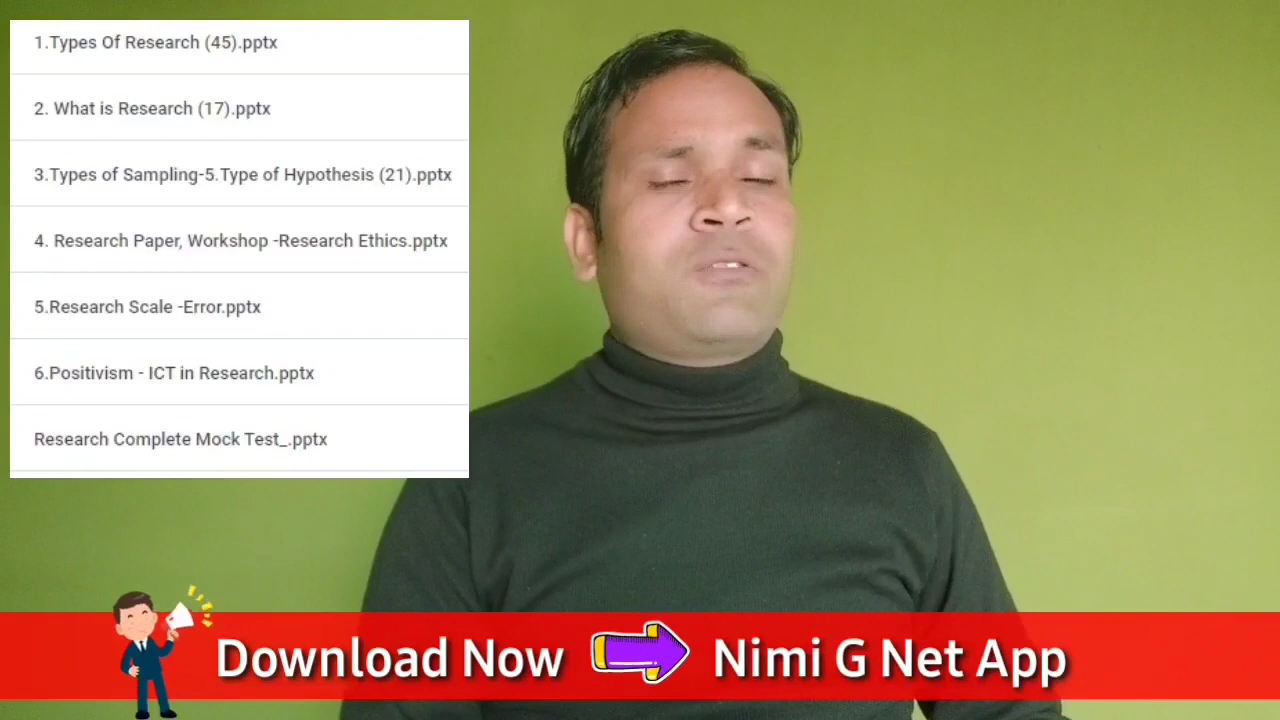 1.Types Of Research (45).pptx
2. What is Research (17).pptx
3.Types of Sampling-5.Type of Hypothesis (21).pptx
4. Research Paper, Workshop -Research Ethics.pptx
5.Research Scale -Error.pptx
6.Positivism - ICT in Research.pptx
Research Complete Mock Test_.pptx
Download Now Nimi G Net App